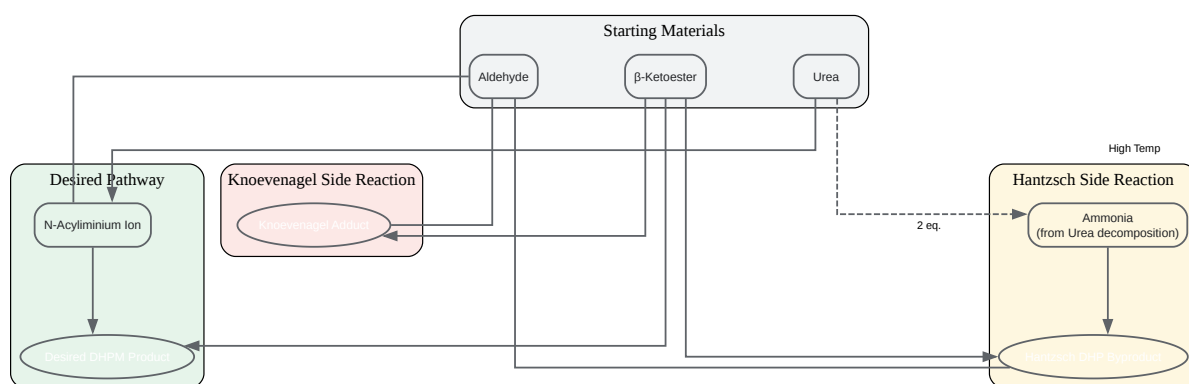 Starting Materials
Aldehyde
β-Ketoester
Urea
High Temp
Desired Pathway
Knoevenagel Side Reaction
Hantzsch Side Reaction
N-Acyliminium Ion
Knoevenagel Adduct
2 eq.
Ammonia
(from Urea decomposition)
Desired DHPM Product
Hantzsch DHP Byproduct